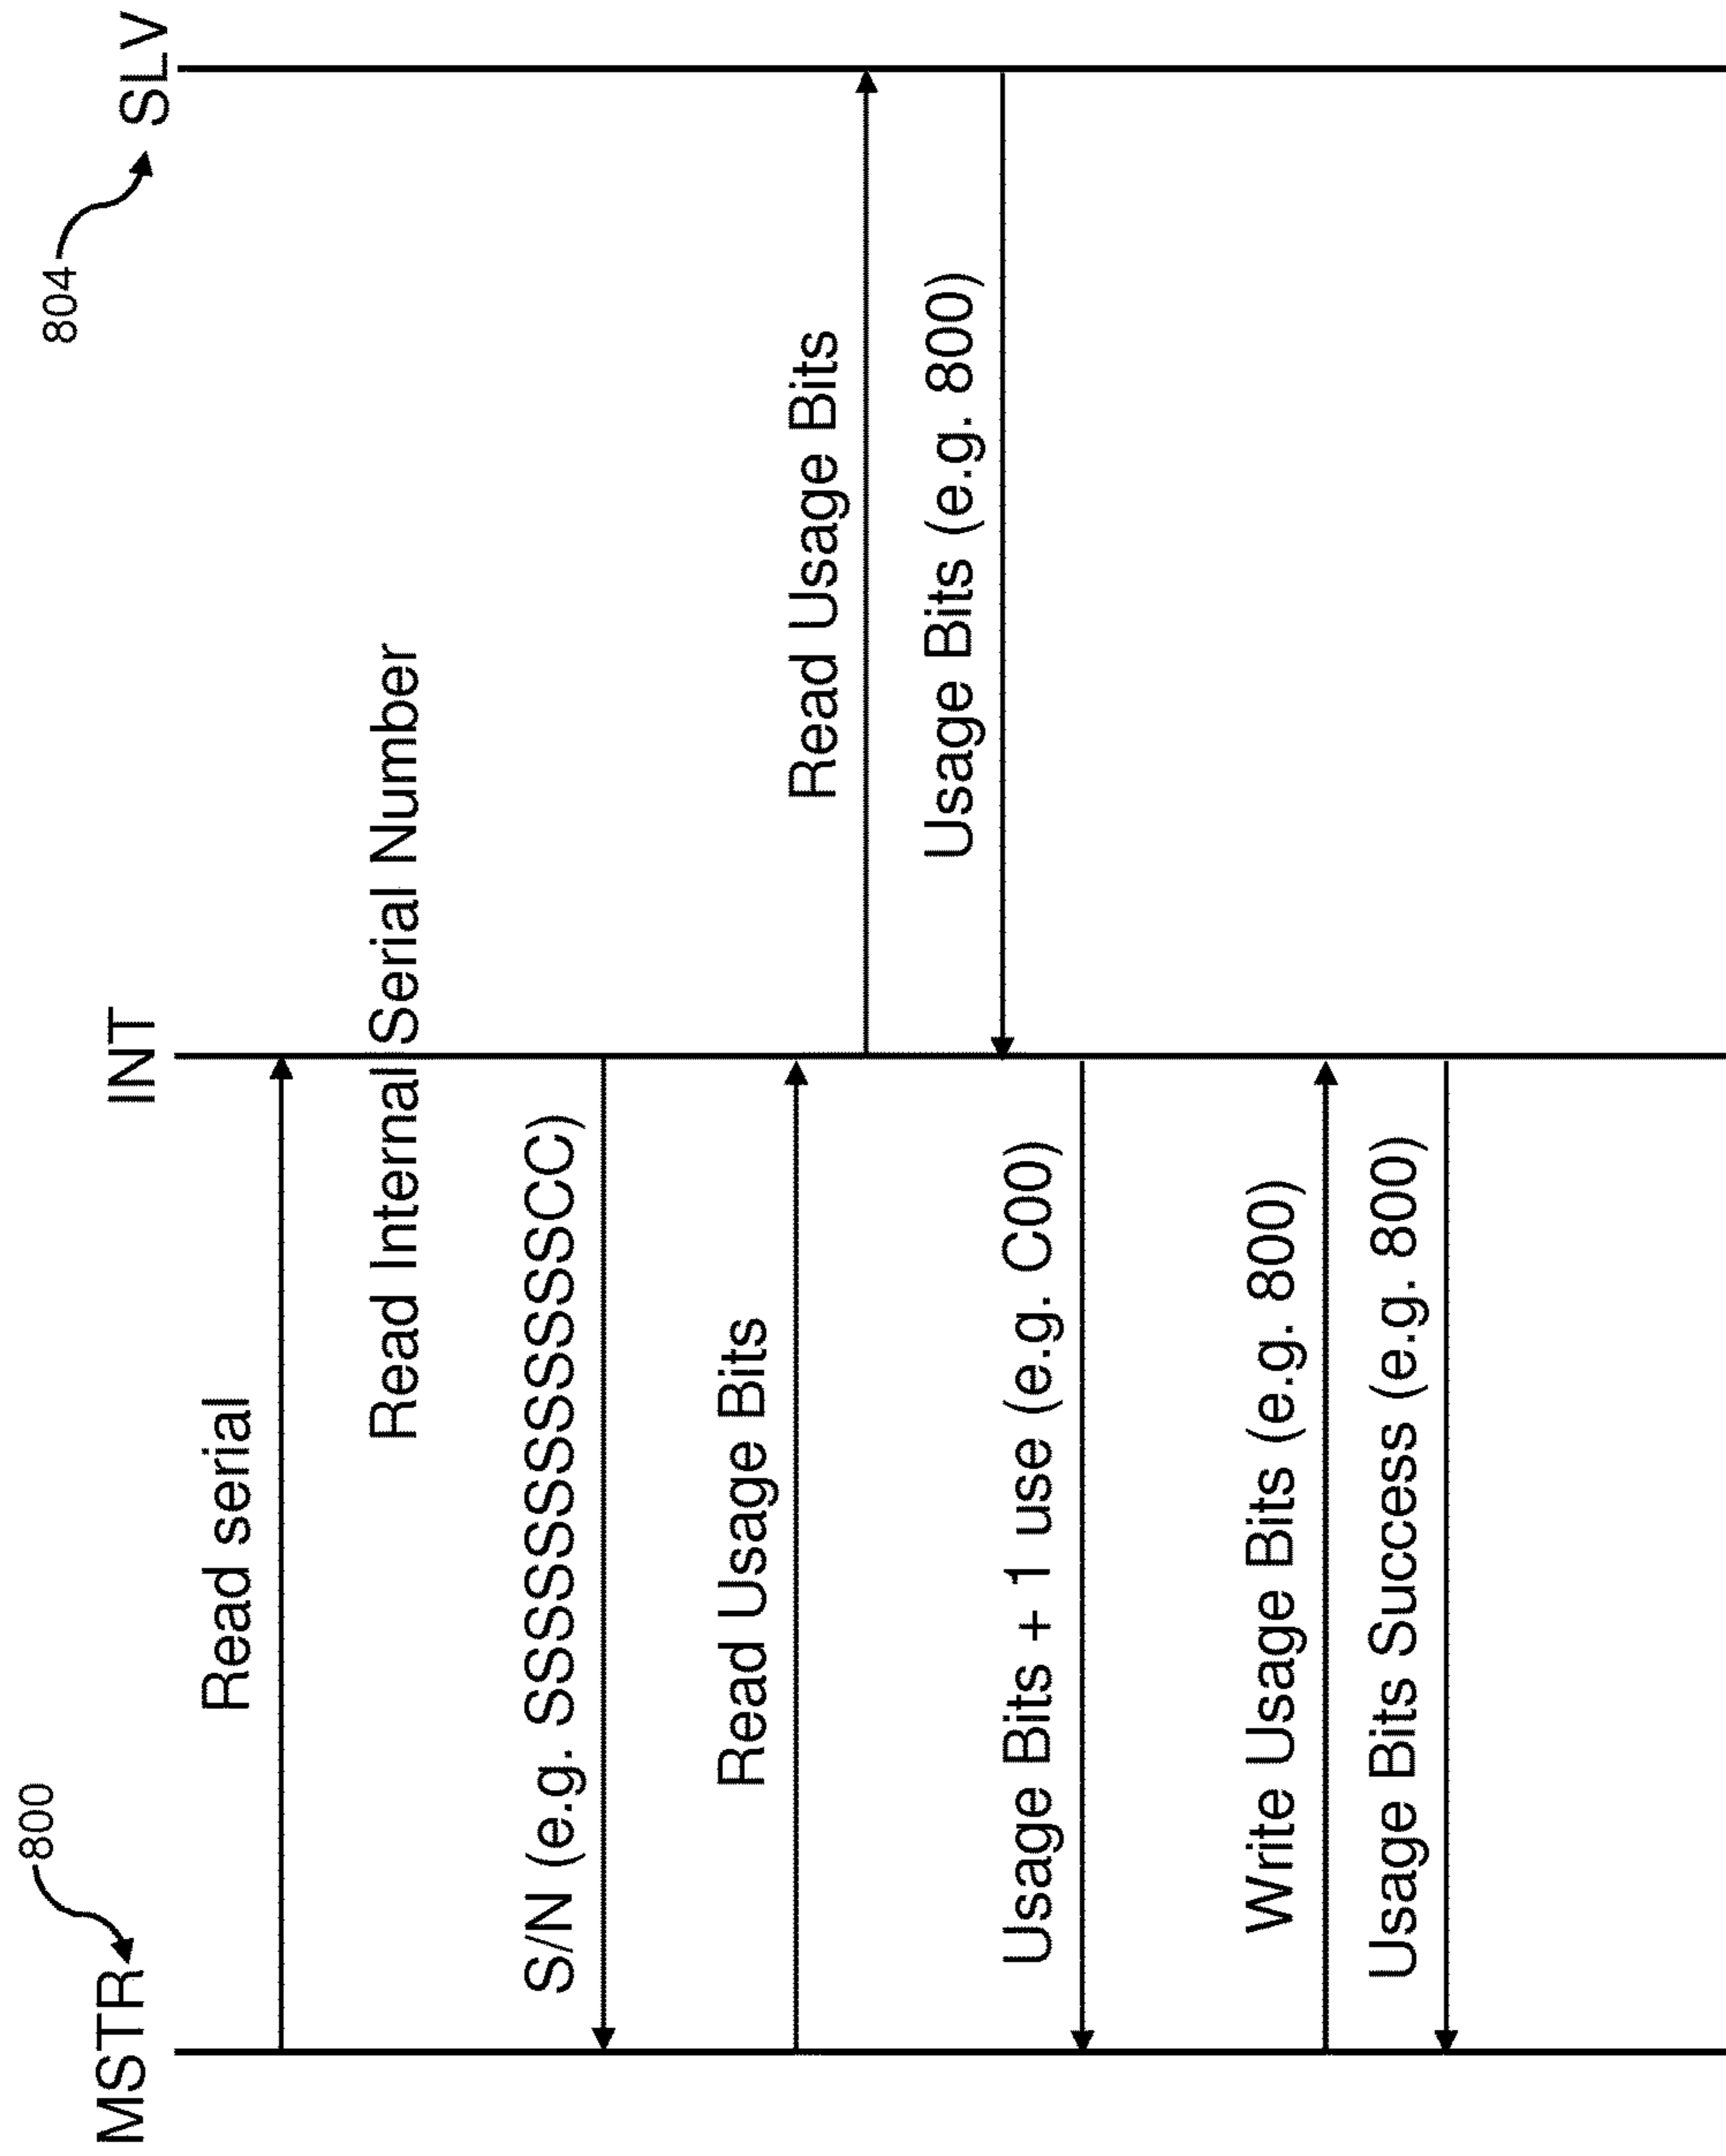 MSTR
800
INT
804
SLV
Read serial
Read Internal Serial Number
S/N (e.g. SSSSSSSSSSSSSSCC)
Read Usage Bits
Read Usage Bits
Usage Bits (e.g. 800)
Usage Bits + 1 use (e.g. C00)
Write Usage Bits (e.g. 800)
Usage Bits Success (e.g. 800)